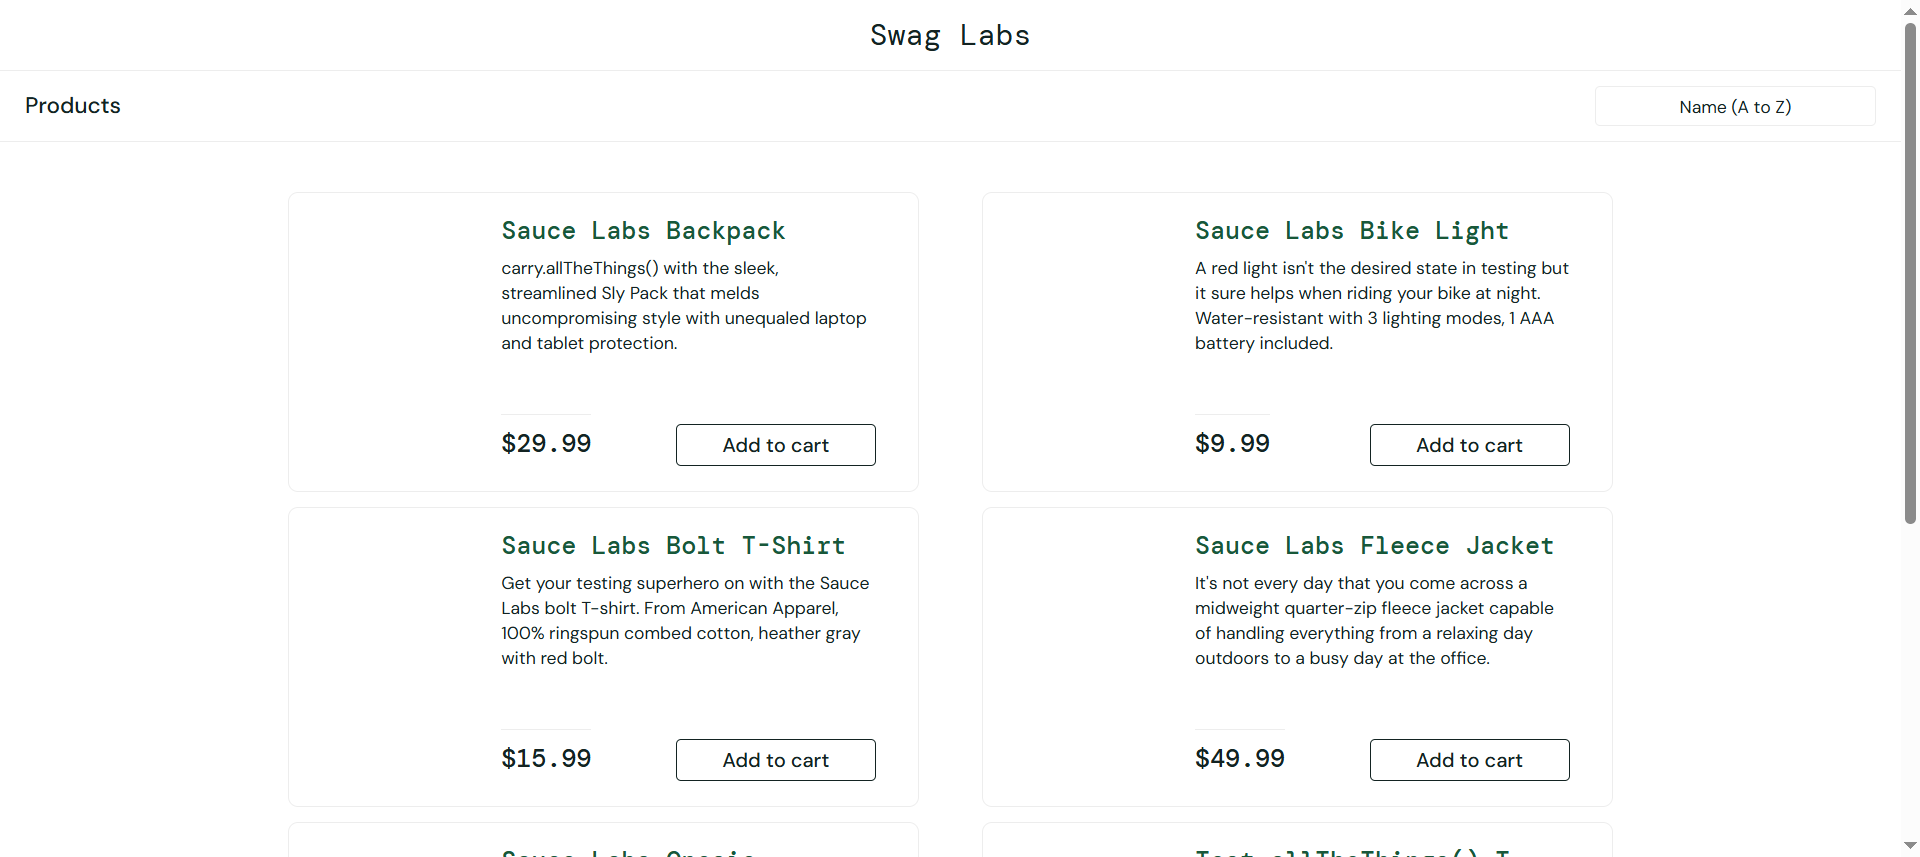 Swag Labs
Products
Name (A to Z)
Sauce Labs Backpack
carry.allTheThings() with the sleek,
streamlined Sly Pack that melds
uncompromising style with unequaled laptop
and tablet protection.
$29.99
Add to cart
Sauce Labs Bike Light
A red light isn't the desired state in testing but
it sure helps when riding your bike at night.
Water-resistant with 3 lighting modes, 1 AAA
battery included.
$9.99
Add to cart
Sauce Labs Bolt T-Shirt
Get your testing superhero on with the Sauce
Labs bolt T-shirt. From American Apparel,
100% ringspun combed cotton, heather gray
with red bolt.
$15.99
Add to cart
Sauce Labs Fleece Jacket
It's not every day that you come across a
midweight quarter-zip fleece jacket capable
of handling everything from a relaxing day
outdoors to a busy day at the office.
$49.99
Add to cart
Sauce Labs Onesie
Test.allTheThings() T